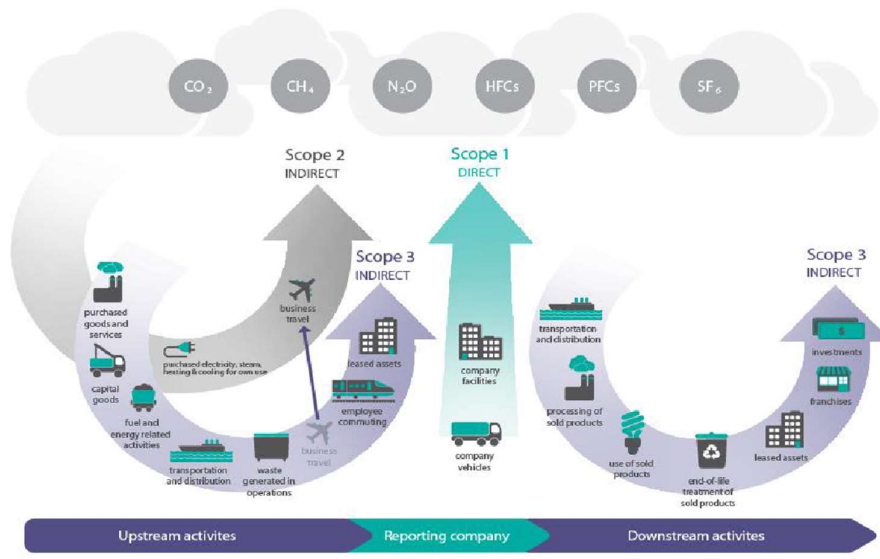 CO₂
CH₄
N₂O
HFCs
PFCs
SF₆
Scope 2
INDIRECT
Scope 1
DIRECT
Scope 3
INDIRECT
Scope 3
INDIRECT
purchased
goods and
services
capital
goods
fuel and
energy related
activities
purchased electricity, steam,
heating & cooling for own use
transportation
and distribution
waste
generated in
operations
business
travel
business
travel
employee
commuting
leased assets
company
facilities
company
vehicles
transportation
and distribution
processing of
sold products
use of sold
products
end-of-life
treatment of
sold products
leased assets
franchises
investments
$
Upstream activites
Reporting company
Downstream activites